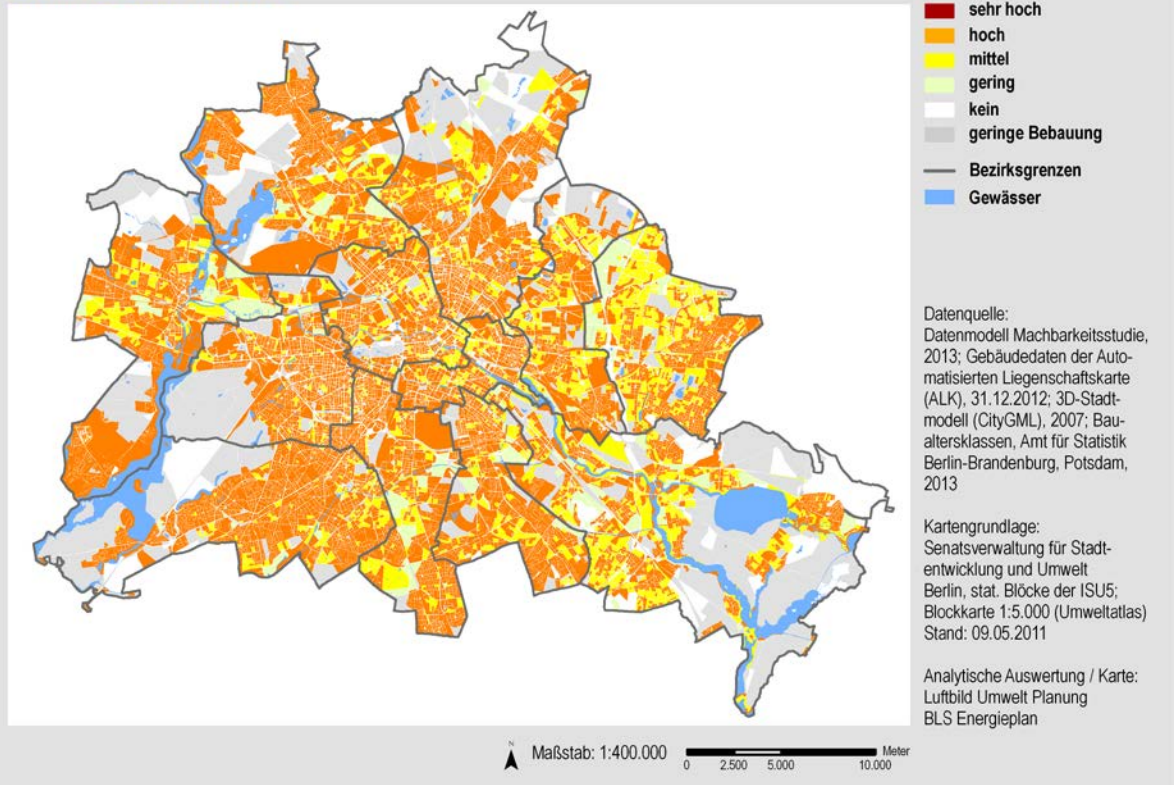 sehr hoch
hoch
mittel
gering
kein
geringe Bebauung
Bezirksgrenzen
Gewässer
Datenquelle:
Datenmodell Machbarkeitsstudie,
2013; Gebäudedaten der Auto-
matisierten Liegenschaftskarte
(ALK), 31.12.2012; 3D-Stadt-
modell (CityGML), 2007; Bau-
altersklassen, Amt für Statistik
Berlin-Brandenburg, Potsdam,
2013
Kartengrundlage:
Senatsverwaltung für Stadt-
entwicklung und Umwelt
Berlin, stat. Blöcke der ISU5;
Blockkarte 1:5.000 (Umweltatlas)
Stand: 09.05.2011
Analytische Auswertung / Karte:
Luftbild Umwelt Planung
BLS Energieplan
N
Maßstab: 1:400.000
Meter
0 2.500 5.000 10.000